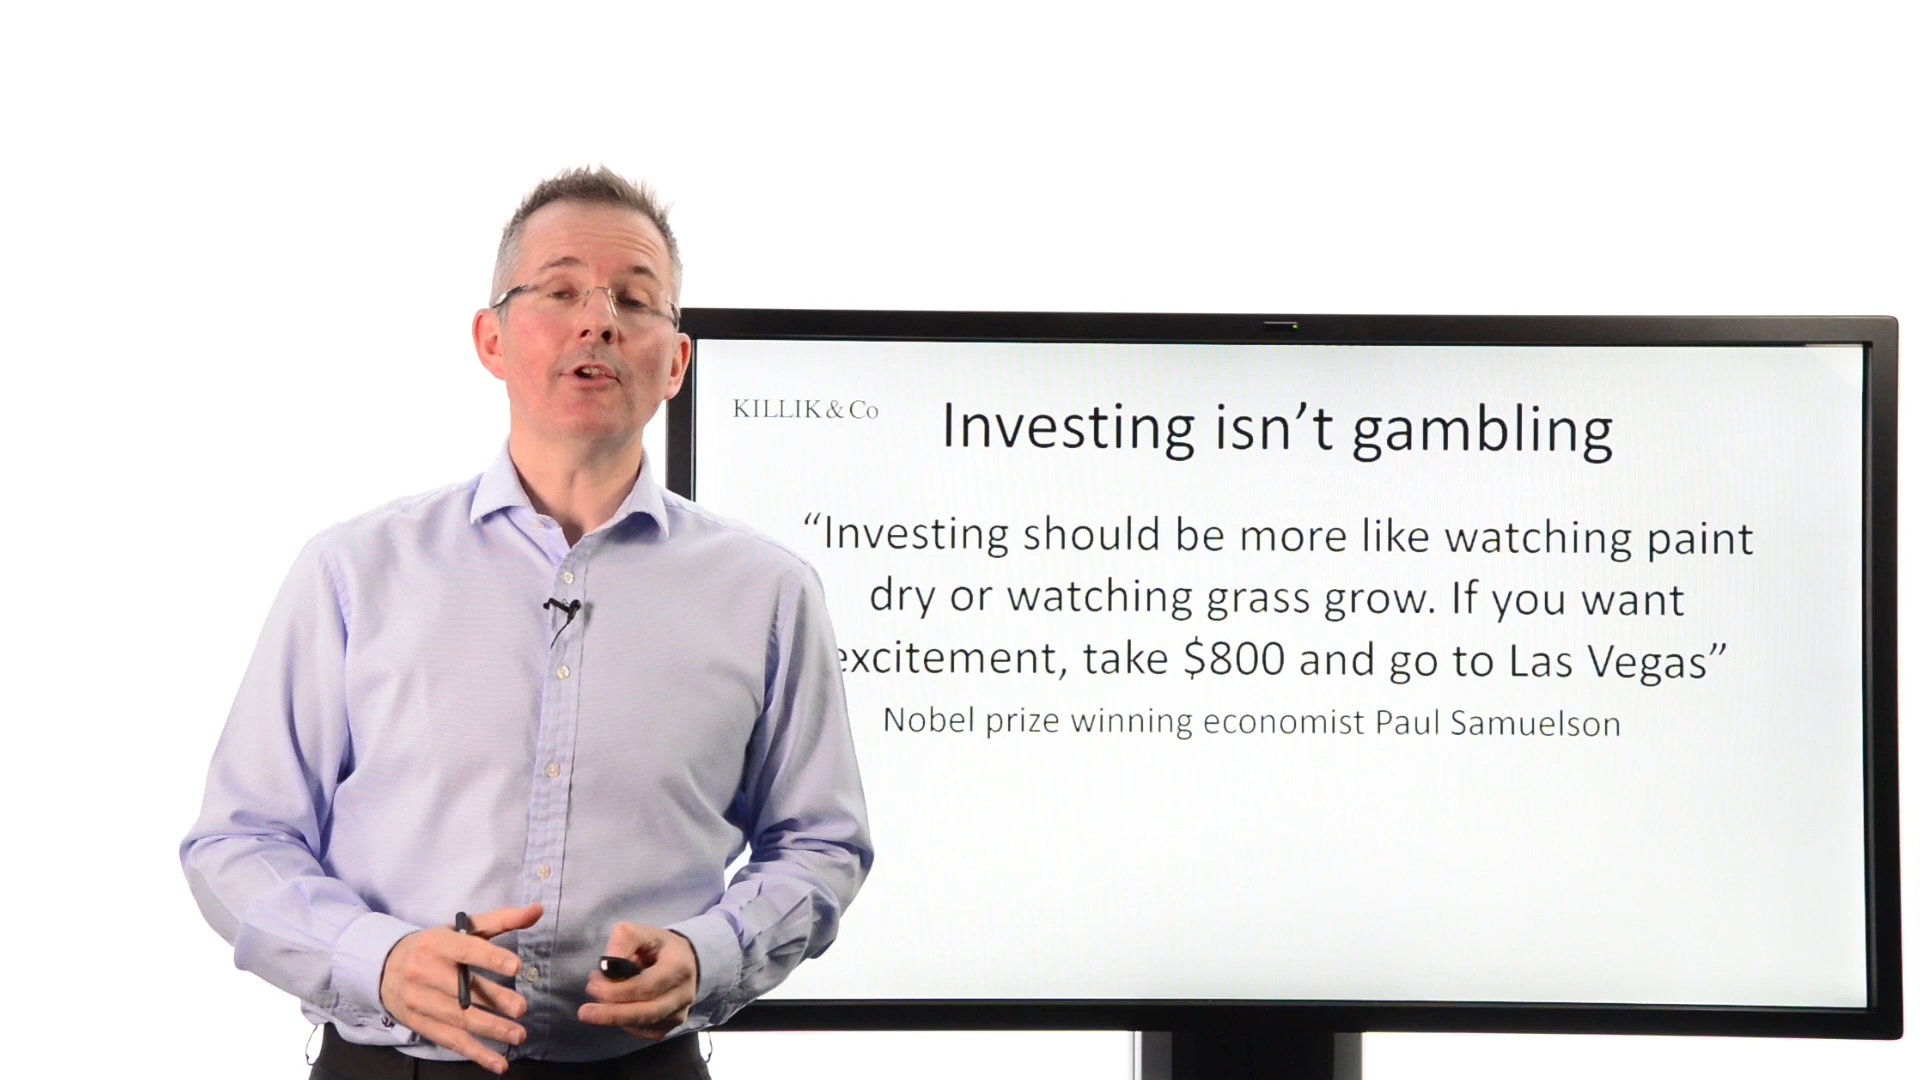 KILLIK & Co
Investing isn’t gambling
“Investing should be more like watching paint
dry or watching grass grow. If you want
excitement, take $800 and go to Las Vegas”
Nobel prize winning economist Paul Samuelson